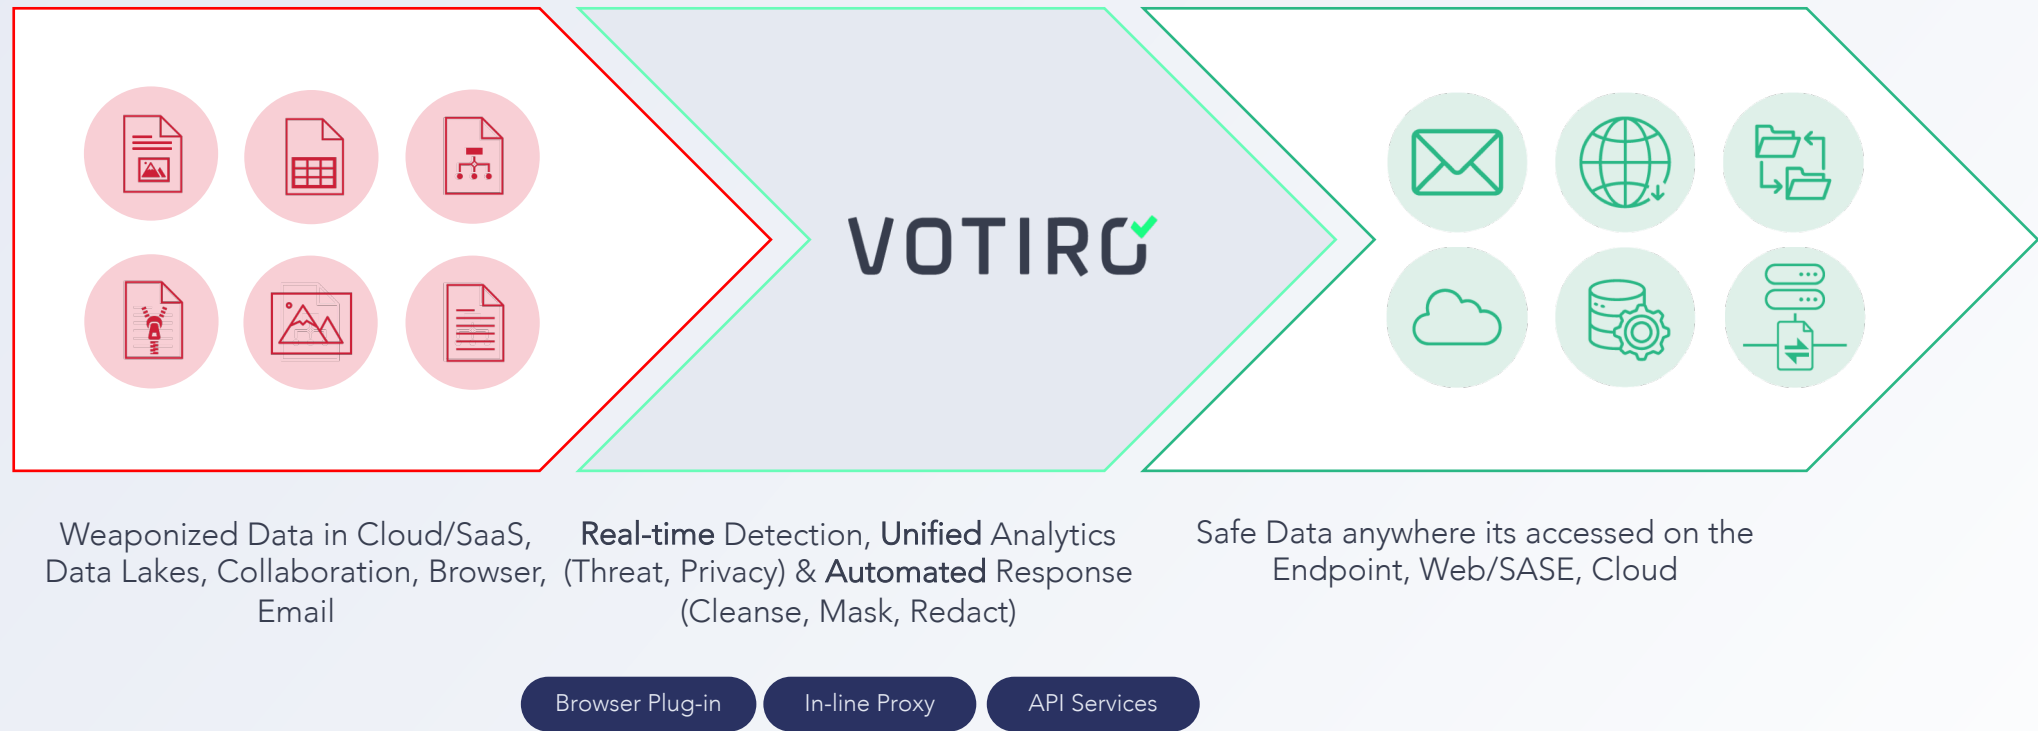 VOTIRO
Weaponized Data in Cloud/SaaS,
Data Lakes, Collaboration, Browser,
Email
Real-time Detection, Unified Analytics
(Threat, Privacy) & Automated Response
(Cleanse, Mask, Redact)
Safe Data anywhere its accessed on the
Endpoint, Web/SASE, Cloud
Browser Plug-in
In-line Proxy
API Services